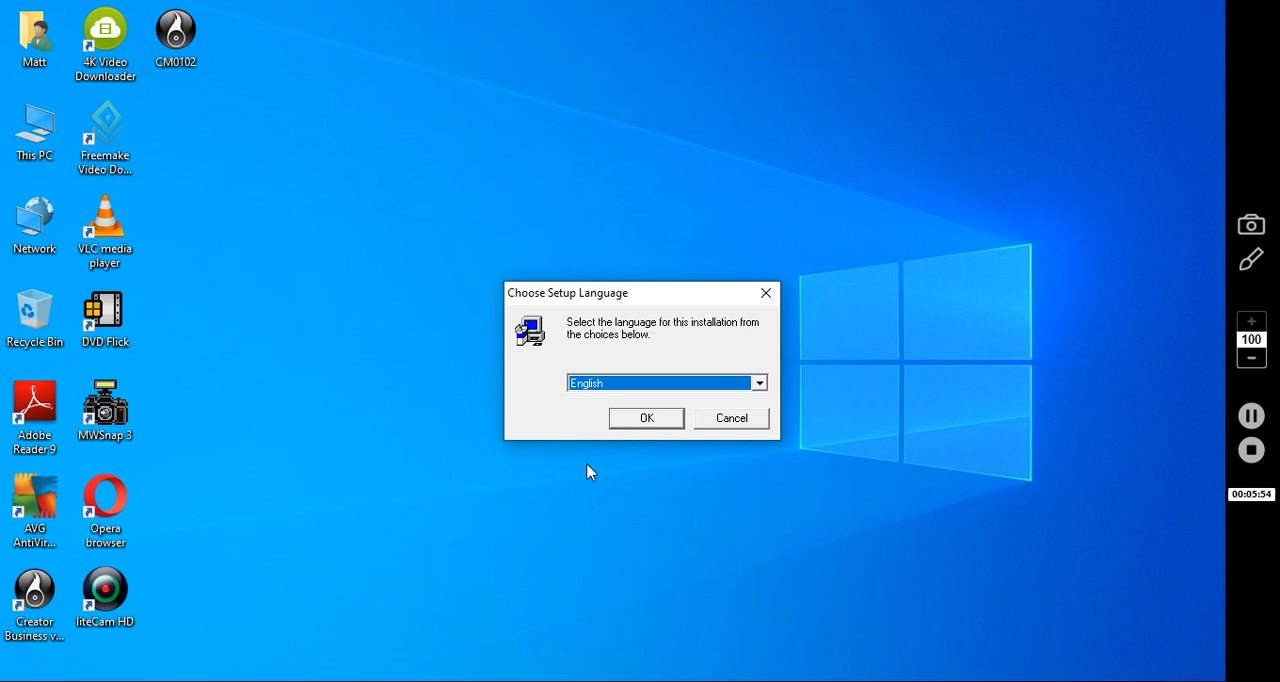 Matt
4K Video
Downloader
CM0102
This PC
Freemake
Video Do...
Network
VLC media
player
Recycle Bin
DVD Flick
Adobe
Reader 9
MWSnap 3
AVG
AntiVir...
Opera
browser
Creator
Business v...
liteCam HD
Choose Setup Language
Select the language for this installation from
the choices below.
English
OK
Cancel
100
00:05:54